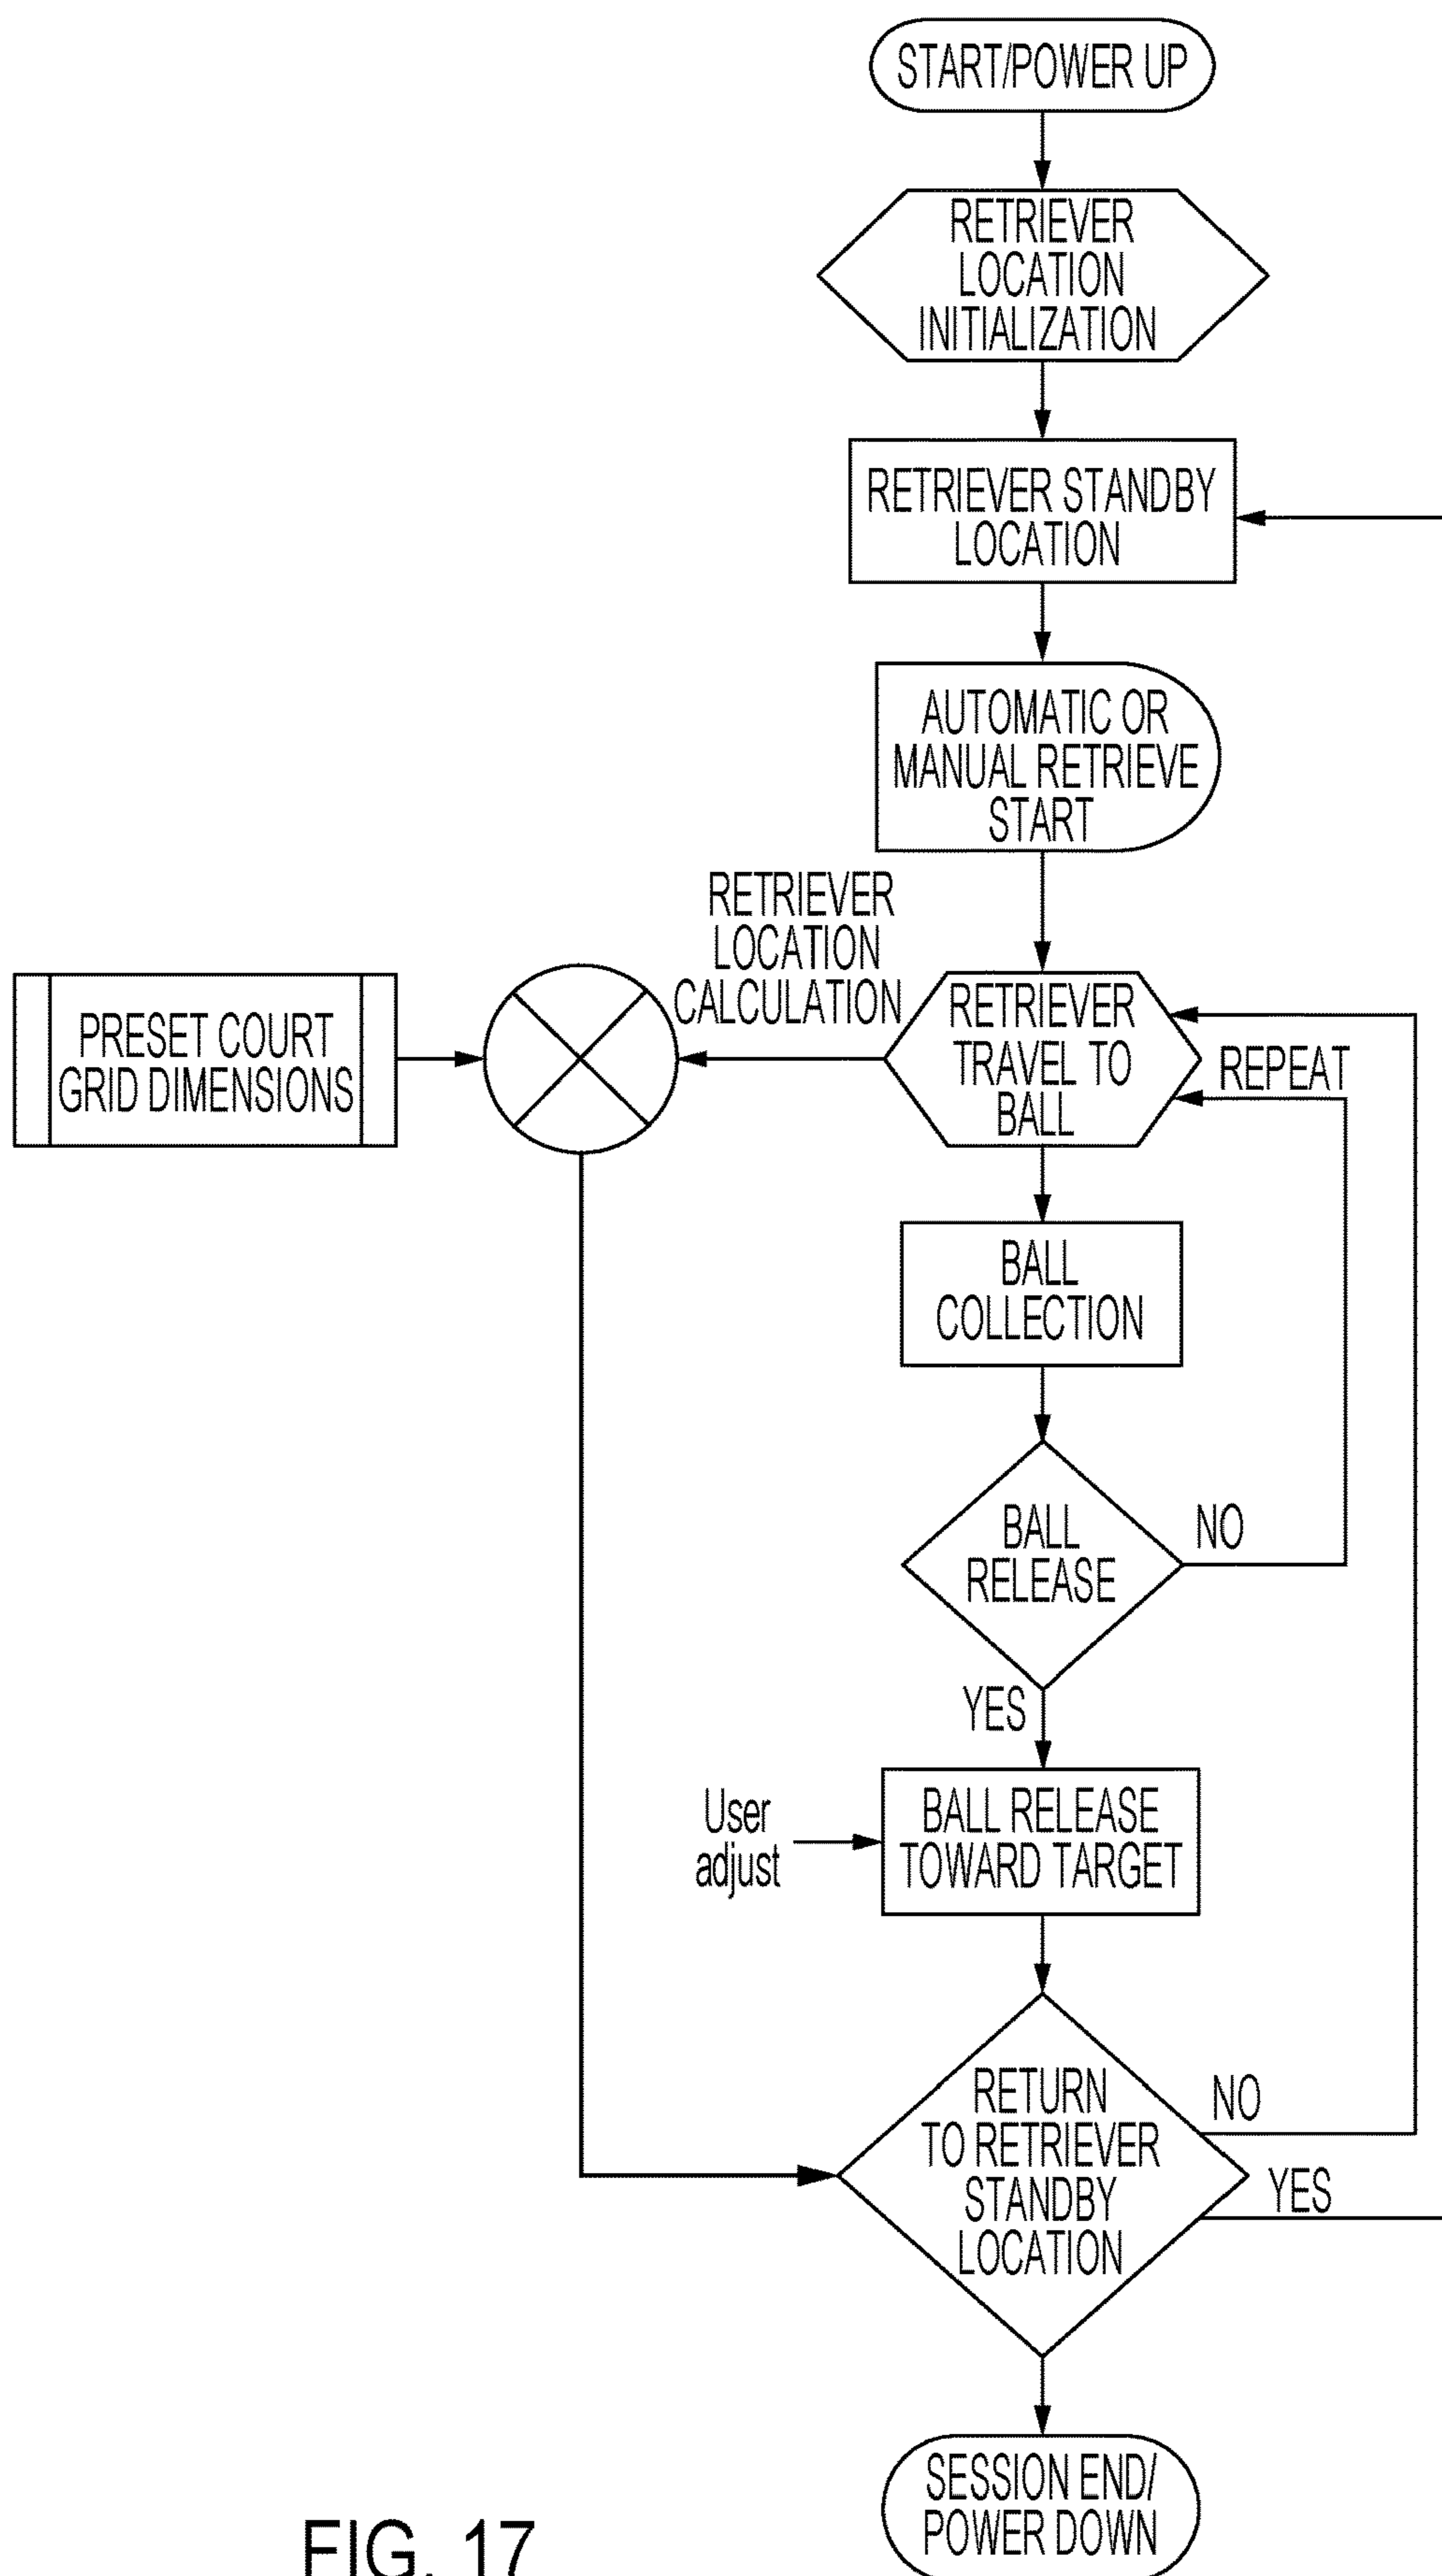 START/POWER UP
RETRIEVER
LOCATION
INITIALIZATION
RETRIEVER STANDBY
LOCATION
AUTOMATIC OR
MANUAL RETRIEVE
START
RETRIEVER
LOCATION
CALCULATION
PRESET COURT
GRID DIMENSIONS
RETRIEVER
TRAVEL TO
BALL
REPEAT
BALL
COLLECTION
BALL
RELEASE
NO
YES
User
adjust
BALL RELEASE
TOWARD TARGET
RETURN
TO RETRIEVER
STANDBY
LOCATION
NO
YES
SESSION END/
POWER DOWN
FIG. 17